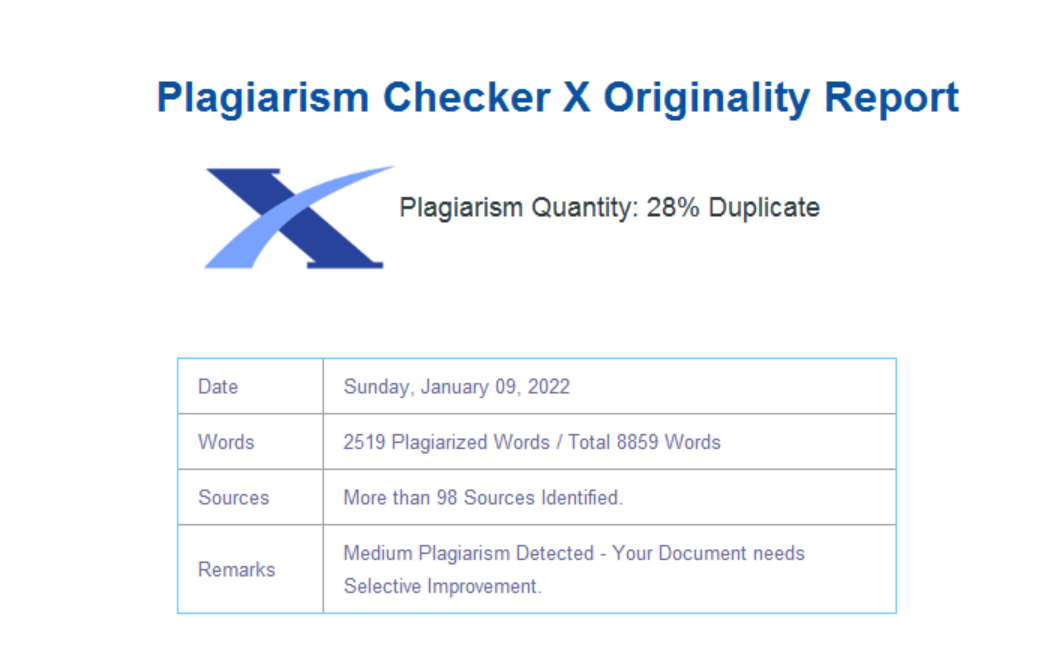 Plagiarism Checker X Originality Report
Plagiarism Quantity: 28% Duplicate
Date
Sunday, January 09, 2022
Words
2519 Plagiarized Words / Total 8859 Words
Sources
More than 98 Sources Identified.
Remarks
Medium Plagiarism Detected - Your Document needs
Selective Improvement.